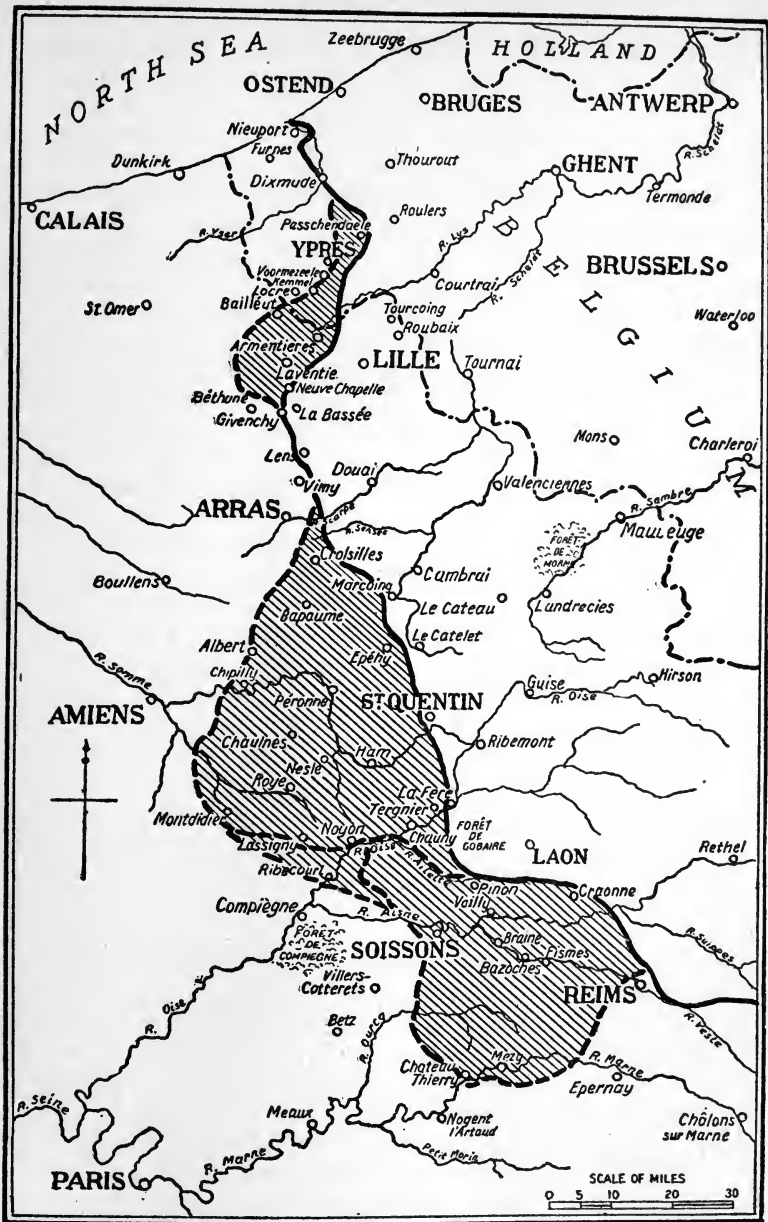 NORTH SEA
HOLLAND
Zeebrugge
OSTEND
BRUGES
ANTWERP
Nieuport
Furnes
R. Scheldt
Dunkirk
Thourout
GHENT
Dixmude
Termonde
CALAIS
Roulers
Passchendaele
R. Yser
YPRES
R. Lys
BELGIUM
Voormezeele
Kemmel
Locre
Courtrai
R. Scheldt
BRUSSELS
St. Omer
Bailleul
Tourcoing
Roubaix
Waterloo
Armentieres
LILLE
Laventie
Tournai
Neuve Chapelle
Béthune
Givenchy
La Bassée
Mons
Charleroi
Lens
Douai
Vimy
Valenciennes
ARRAS
R. Scarpe
R. Sensée
R. Sambre
Maubeuge
FORÊT
DE
MORMAL
Croisilles
Boullens
Marcoing
Cambrai
Le Cateau
Landrecies
Bapaume
Le Catelet
Albert
Epéhy
R. Somme
Chipilly
Hirson
Guise
R. Oise
Péronne
ST. QUENTIN
AMIENS
Chaulnes
Ribemont
Nesle
Ham
Roye
La Fère
Tergnier
Montdidier
Noyon
Chauny
FORÊT
DE
GOBAIRE
LAON
Rethel
Lassigny
R. Oise
R. Ailette
Ribecourt
Pinon
Vailly
Craonne
Compiègne
R. Aisne
FORÊT
DE
COMPIEGNE
SOISSONS
Braine
Fismes
Bazoches
R. Suippes
Villers-
Cotterets
REIMS
R. Oise
Betz
R. Ourcq
R. Vesle
Mezy
Chateau
Thierry
R. Marne
Epernay
R. Seine
Meaux
Nogent
l'Artaud
Châlons
sur Marne
R. Marne
Petit Morin
PARIS
SCALE OF MILES
0 5 10 20 30